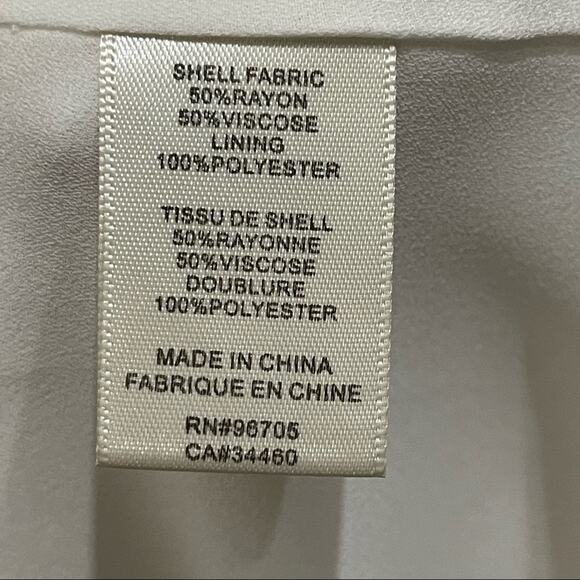 SHELL FABRIC
50%RAYON
50%VISCOSE
LINING
100%POLYESTER
TISSU DE SHELL
50%RAYONNE
50%VISCOSE
DOUBLURE
100%POLYESTER
MADE IN CHINA
FABRIQUE EN CHINE
RN#96705
CA#34460